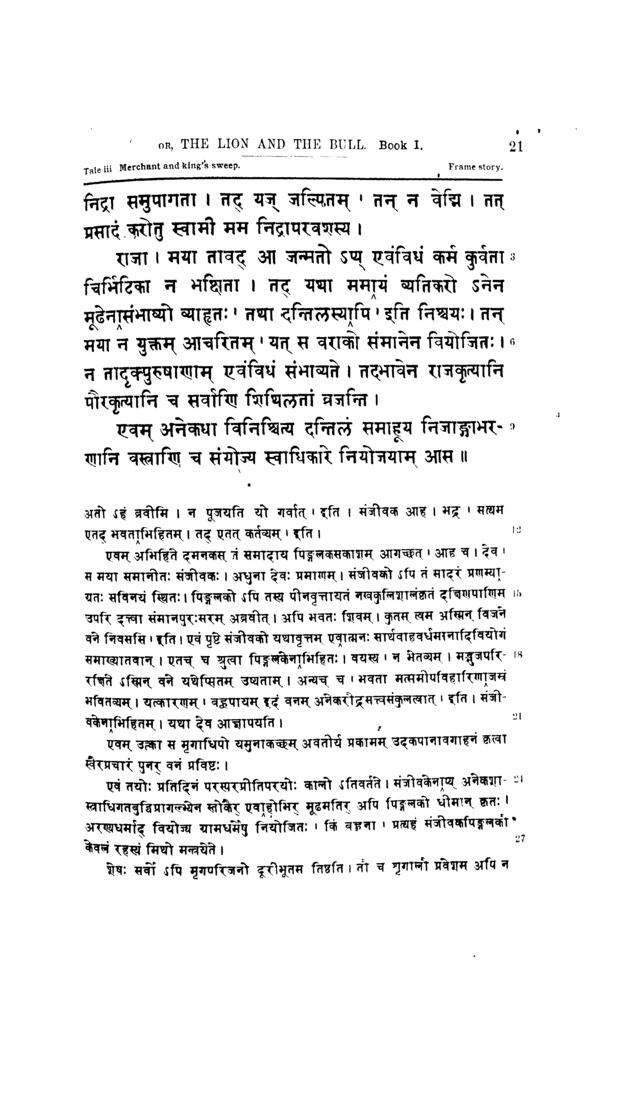 OR, THE LION AND THE BULL. Book I. 21
Tale iii Merchant and king's sweep. Frame story.
निद्रा समुपागता । तद् यज् जल्पितम् ' तन् न वेद्मि । तत्
प्रसादं करोतु स्वामी मम निद्रापरवशस्य ।
राजा । मया तावद् आ जन्मतो ऽप्य् एवंविधं कर्म कुर्वता 3
चिर्भिटिका न भक्षिता । तद् यथा ममायं व्यतिकरो ऽनेन
मूढेनासंभाव्यो व्याहृतः ' तथा दन्तिलस्यापि ' इति निश्चयः । तन्
मया न युक्तम् आचरितम् ' यत् स वराको संमानेन वियोजितः । 6
न तादृक्पुरुषाणाम् एवंविधं संभाव्यते । तदभावेन राजकृत्यानि
पौरकृत्यानि च सर्वाणि शिथिलतां व्रजन्ति ।
एवम् अनेकधा विनिश्चित्य दन्तिलं समाहूय निजाङ्गाभर- 9
णानि वस्त्राणि च संयोज्य स्वाधिकारे नियोजयाम् आस ॥
अतो ऽहं ब्रवीमि । न पूजयति यो गर्वात् ' इति । संजीवक आह । भद्र ' सत्यम
एतद् भवताभिहितम् । तद् एतत् कर्तव्यम् ' इति । 12
एवम् अभिहिते दमनकस् तं समादाय पिङ्गलकसकाशम् आगच्छत् ' आह च । देव '
स मया समानीतः संजीवकः । अधुना देवः प्रमाणम् । संजीवको ऽपि तं सादरं प्रणम्या-
ग्रतः सविनयं स्थितः । पिङ्गलको ऽपि तस्य पीनवृत्तायतं नखकुलिशालंकृतं दक्षिणपाणिम 15
उपरि दत्त्वा संमानपुरःसरम् अब्रवीत् । अपि भवतः शिवम् । कुतस् त्वम अस्मिन् विजने
वने निवससि ' इति । एवं पृष्टे संजीवको यथावृत्तम एवात्मनः सार्थवाहवर्धमानादिवियोगं
समाख्यातवान् । एतच् च श्रुत्वा पिङ्गलकेनाभिहितः । वयस्य ' न भेतव्यम् । मद्भुजपरि- 18
रक्षिते ऽस्मिन् वने यथेप्सितम् उष्यताम् । अन्यच् च ' भवता मत्समीपविहारिणाजस्रं
भवितव्यम् । यत्कारणम् ' बह्वपायम् इदं वनम् अनेकरौद्रसत्त्वसंकुलत्वात् ' इति । संजी-
वकेनाभिहितम् । यथा देव आज्ञापयति । 21
एवम् उक्त्वा स मृगाधिपो यमुनाकच्छम् अवतीर्य प्रकामम् उदकपानावगाहनं कृत्वा
स्वैरप्रचारं पुनर् वनं प्रविष्टः ।
एवं तयोः प्रतिदिनं परस्परप्रीतिपरयोः कालो ऽतिवर्तते । संजीवकेनाप्य् अनेकशा- 24
स्त्राधिगतबुद्धिप्रागल्भ्येन स्तोकैर् एवाहोभिर् मूढमतिर् अपि पिङ्गलको धीमान् कृतः ।
अरण्यधर्माद् वियोज्य ग्रामधर्मेषु नियोजितः ' किं बहुना ' प्रत्यहं संजीवकपिङ्गलकौ '
केवलं रहस्यं मिथो मन्त्रयेते । 27
शेषः सर्वो ऽपि मृगपरिजनो दूरीभूतम तिष्ठति । तौ च शृगालौ प्रवेशम अपि न